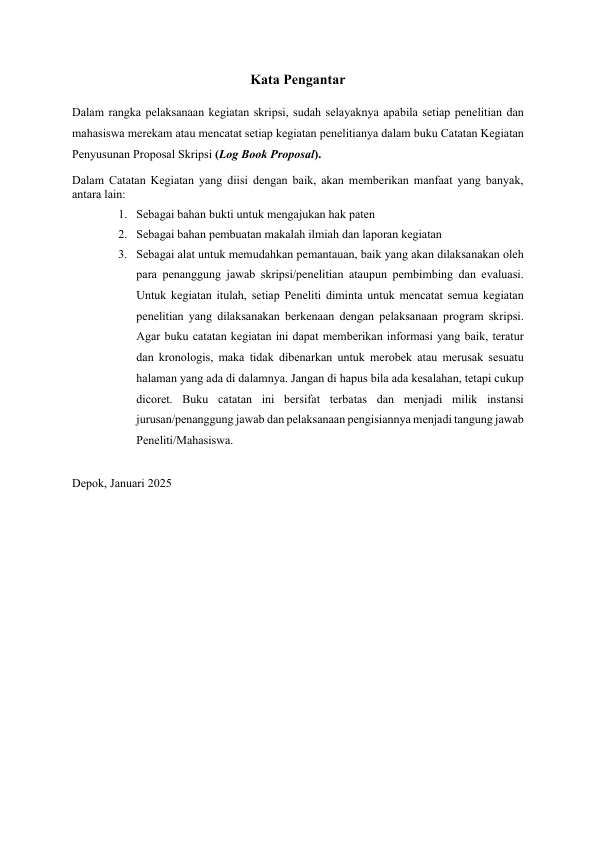 Kata Pengantar
Dalam rangka pelaksanaan kegiatan skripsi, sudah selayaknya apabila setiap penelitian dan
mahasiswa merekam atau mencatat setiap kegiatan penelitianya dalam buku Catatan Kegiatan
Penyusunan Proposal Skripsi (Log Book Proposal).
Dalam Catatan Kegiatan yang diisi dengan baik, akan memberikan manfaat yang banyak,
antara lain:
1. Sebagai bahan bukti untuk mengajukan hak paten
2. Sebagai bahan pembuatan makalah ilmiah dan laporan kegiatan
3. Sebagai alat untuk memudahkan pemantauan, baik yang akan dilaksanakan oleh
para penanggung jawab skripsi/penelitian ataupun pembimbing dan evaluasi.
Untuk kegiatan itulah, setiap Peneliti diminta untuk mencatat semua kegiatan
penelitian yang dilaksanakan berkenaan dengan pelaksanaan program skripsi.
Agar buku catatan kegiatan ini dapat memberikan informasi yang baik, teratur
dan kronologis, maka tidak dibenarkan untuk merobek atau merusak sesuatu
halaman yang ada di dalamnya. Jangan di hapus bila ada kesalahan, tetapi cukup
dicoret. Buku catatan ini bersifat terbatas dan menjadi milik instansi
jurusan/penanggung jawab dan pelaksanaan pengisiannya menjadi tangung jawab
Peneliti/Mahasiswa.
Depok, Januari 2025